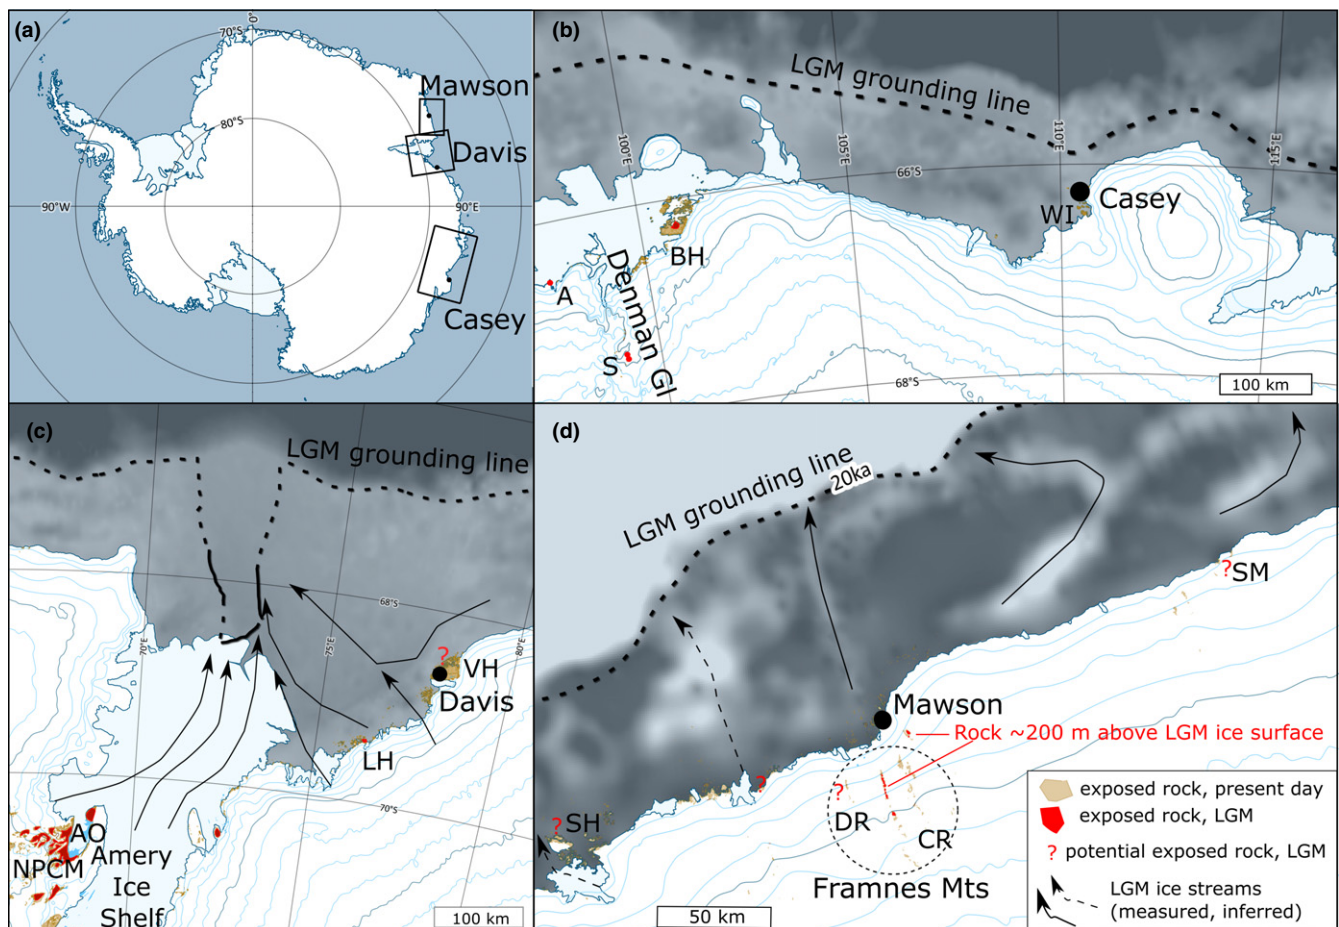 (a)
70°S
80°S
90°W
90°E
Mawson
Davis
Casey
(b)
LGM grounding line
100°E
105°E
110°E
115°E
66°S
68°S
WI
Casey
BH
A
S
Denman Gl
100 km
(c)
LGM grounding line
68°S
70°E
75°E
80°E
70°S
?
VH
Davis
LH
AO
NPCM
Amery
Ice
Shelf
100 km
(d)
LGM grounding line
20ka
?
SM
Mawson
Rock ~200 m above LGM ice surface
?
?
DR
CR
?
SH
Framnes Mts
50 km
exposed rock, present day
exposed rock, LGM
? potential exposed rock, LGM
LGM ice streams
(measured, inferred)